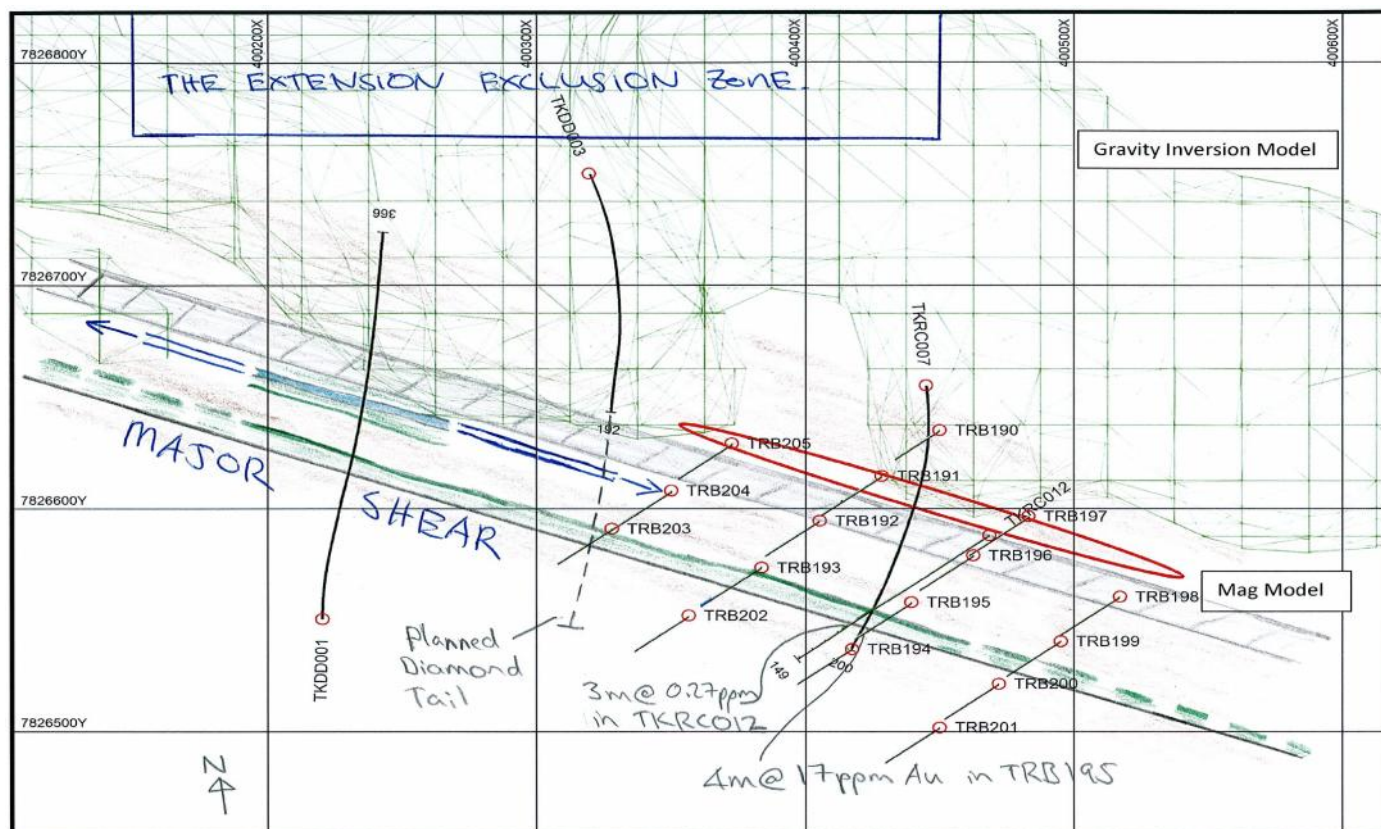 400200X
400300X
400400X
400500X
400600X
7826800Y
THE EXTENSION EXCLUSION ZONE.
TKDD003
Gravity Inversion Model
366
7826700Y
TKRC007
192
TRB205
TRB190
TRB191
TRB204
TKRC012
TRB197
MAJOR
7826600Y
TRB192
TRB203
SHEAR
TRB196
TRB193
Mag Model
TRB198
TRB195
TRB202
TKDD001
Planned
Diamond
Tail
TRB199
TRB194
149
200
TRB200
3m@ 0.27ppm
in TKRC012
7826500Y
TRB201
N
4m@ 17ppm Au in TRB195